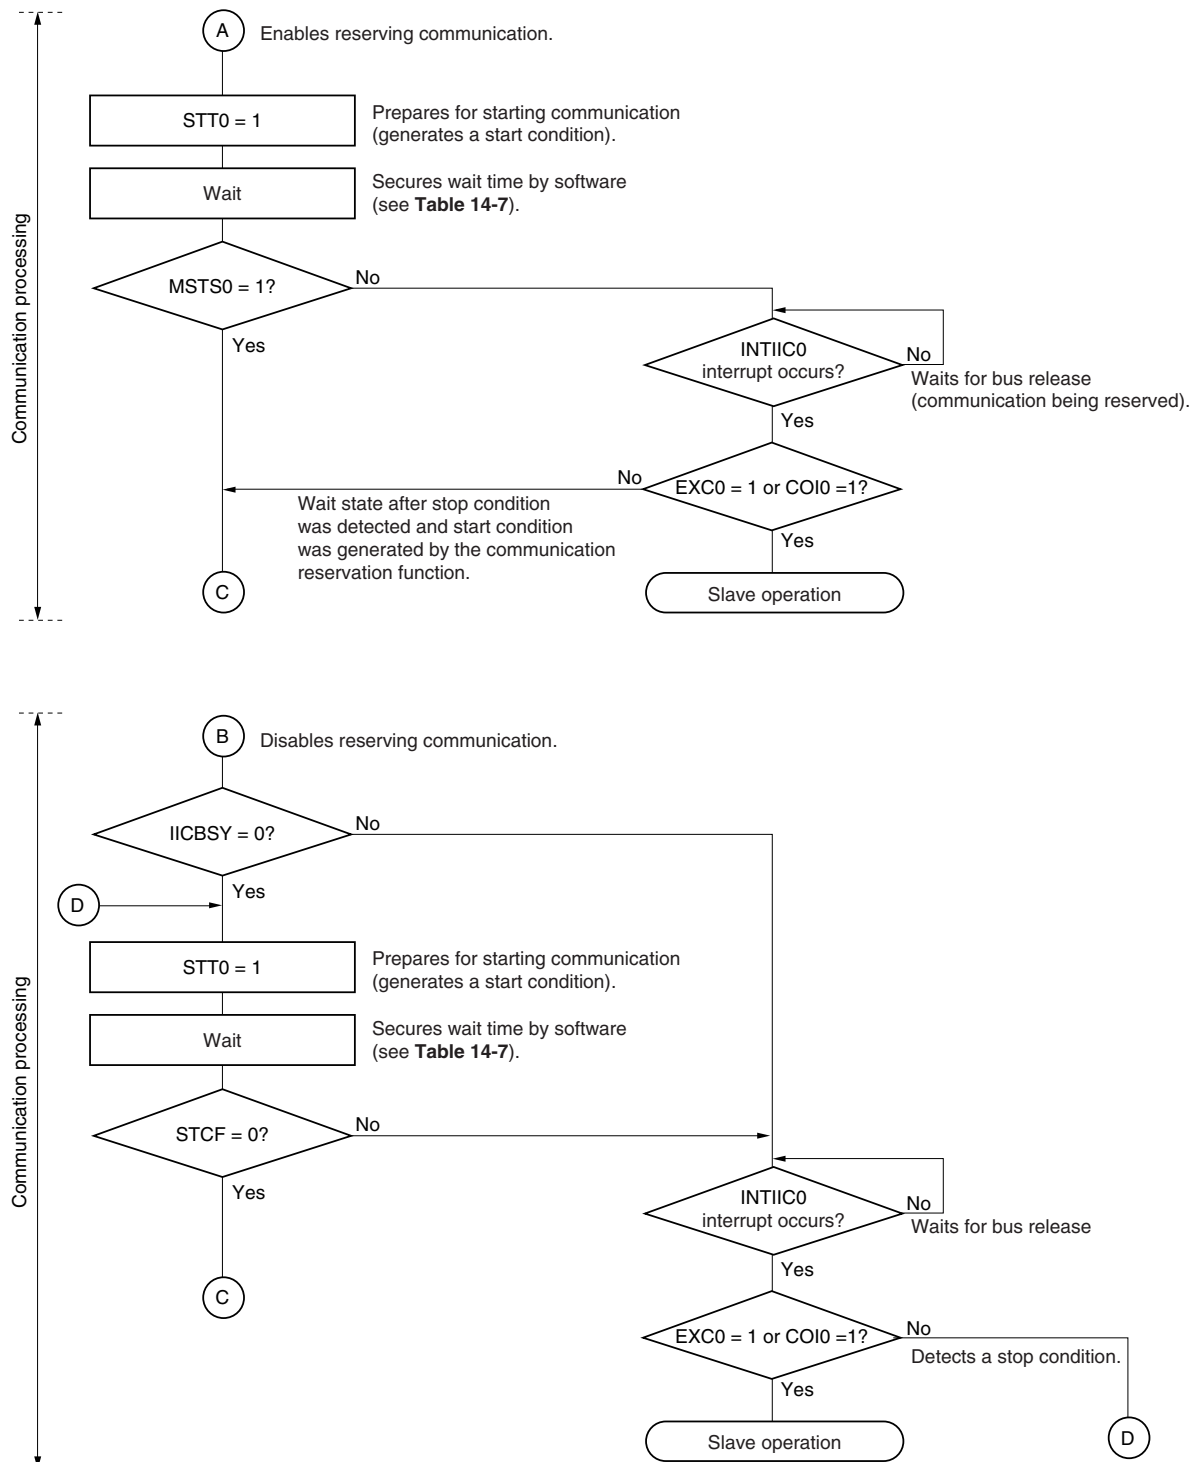 A
Enables reserving communication.
STT0 = 1
Prepares for starting communication
(generates a start condition).
Wait
Secures wait time by software
(see Table 14-7).
MSTS0 = 1?
No
Yes
INTIIC0
interrupt occurs?
No
Waits for bus release
(communication being reserved).
Yes
EXC0 = 1 or COI0 =1?
No
Wait state after stop condition
was detected and start condition
was generated by the communication
reservation function.
Yes
C
Slave operation
Communication processing
B
Disables reserving communication.
IICBSY = 0?
No
Yes
D
STT0 = 1
Prepares for starting communication
(generates a start condition).
Wait
Secures wait time by software
(see Table 14-7).
STCF = 0?
No
Yes
INTIIC0
interrupt occurs?
No
Waits for bus release
Yes
C
EXC0 = 1 or COI0 =1?
No
Detects a stop condition.
Yes
Slave operation
D
Communication processing